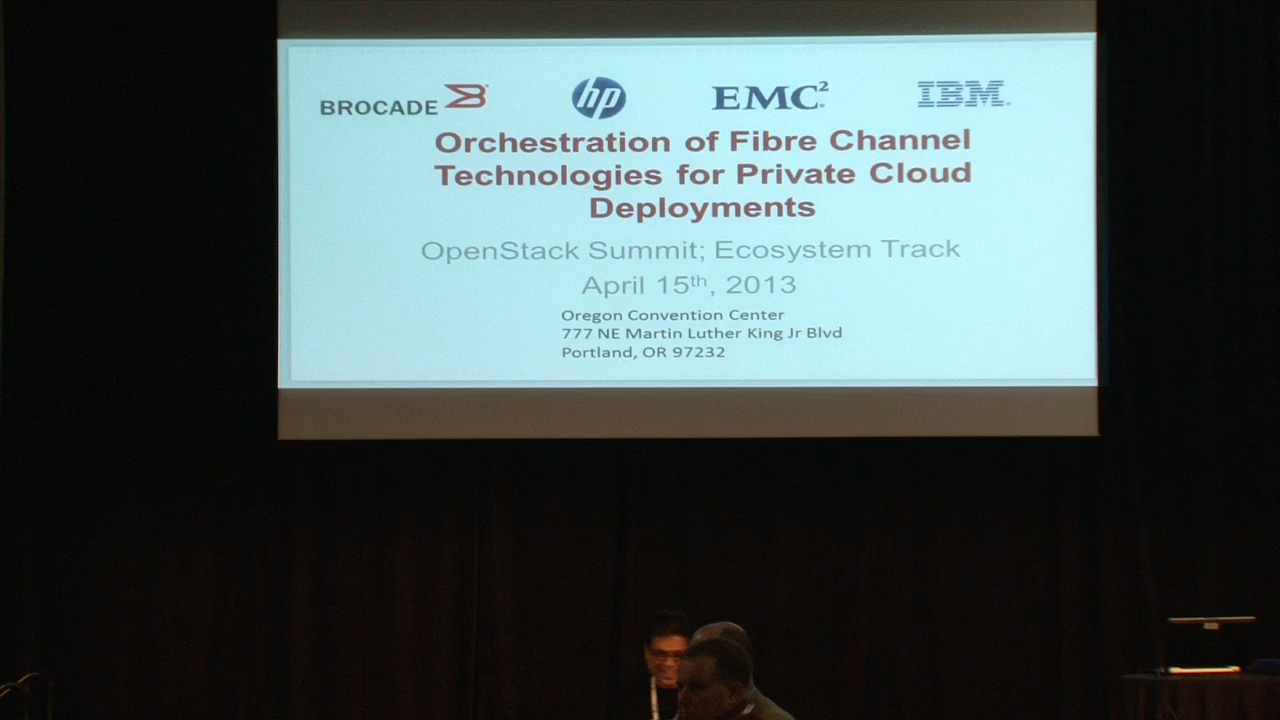 BROCADE
hp
EMC²
IBM
Orchestration of Fibre Channel
Technologies for Private Cloud
Deployments
OpenStack Summit; Ecosystem Track
April 15th, 2013
Oregon Convention Center
777 NE Martin Luther King Jr Blvd
Portland, OR 97232